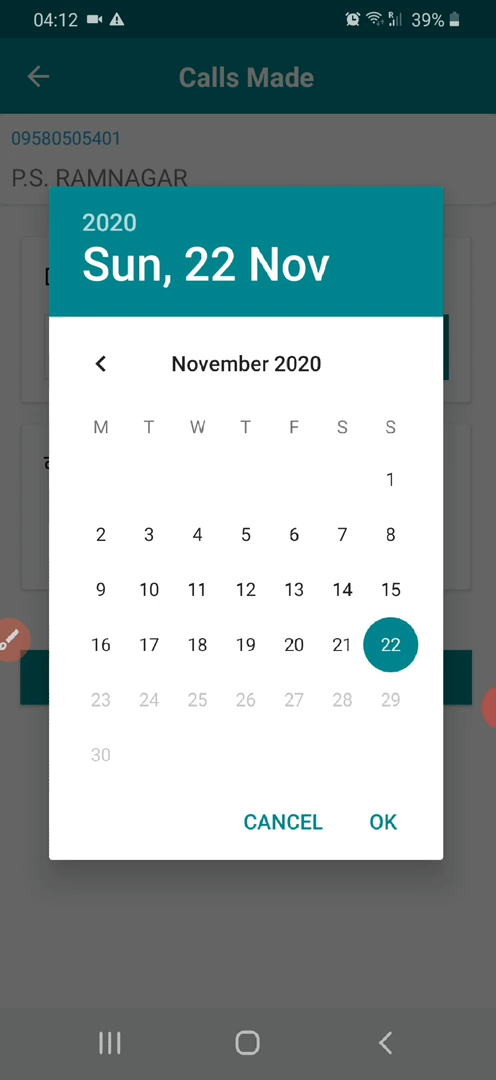 04:12 39%
Calls Made
09580505401
P.S. RAMNAGAR
2020
Sun, 22 Nov
November 2020
M T W T F S S
1
2 3 4 5 6 7 8
9 10 11 12 13 14 15
16 17 18 19 20 21 22
23 24 25 26 27 28 29
30
CANCEL OK